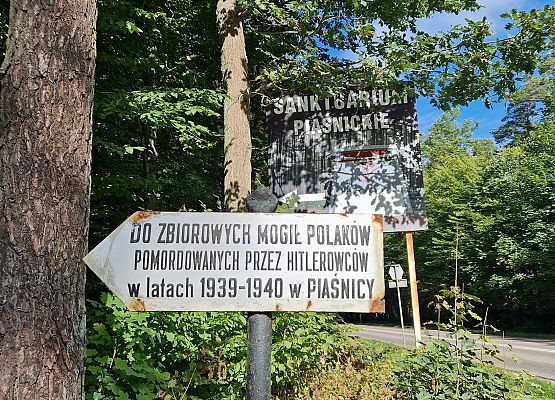 SANKTUARIUM
PIAŚNICKIE
DO ZBIOROWYCH MOGIŁ POLAKÓW
POMORDOWANYCH PRZEZ HITLEROWCÓW
w latach 1939-1940 w PIAŚNICY